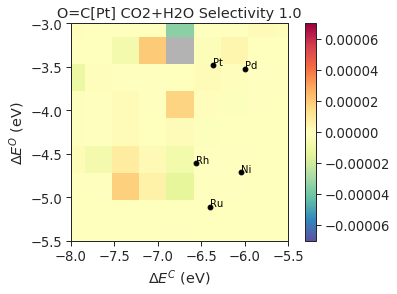 O=C[Pt] CO2+H2O Selectivity 1.0
−3.0
−3.5
−4.0
−4.5
−5.0
−5.5
ΔE^O (eV)
Pt
Pd
Rh
Ni
Ru
−8.0 −7.5 −7.0 −6.5 −6.0 −5.5
ΔE^C (eV)
0.00006
0.00004
0.00002
0.00000
−0.00002
−0.00004
−0.00006